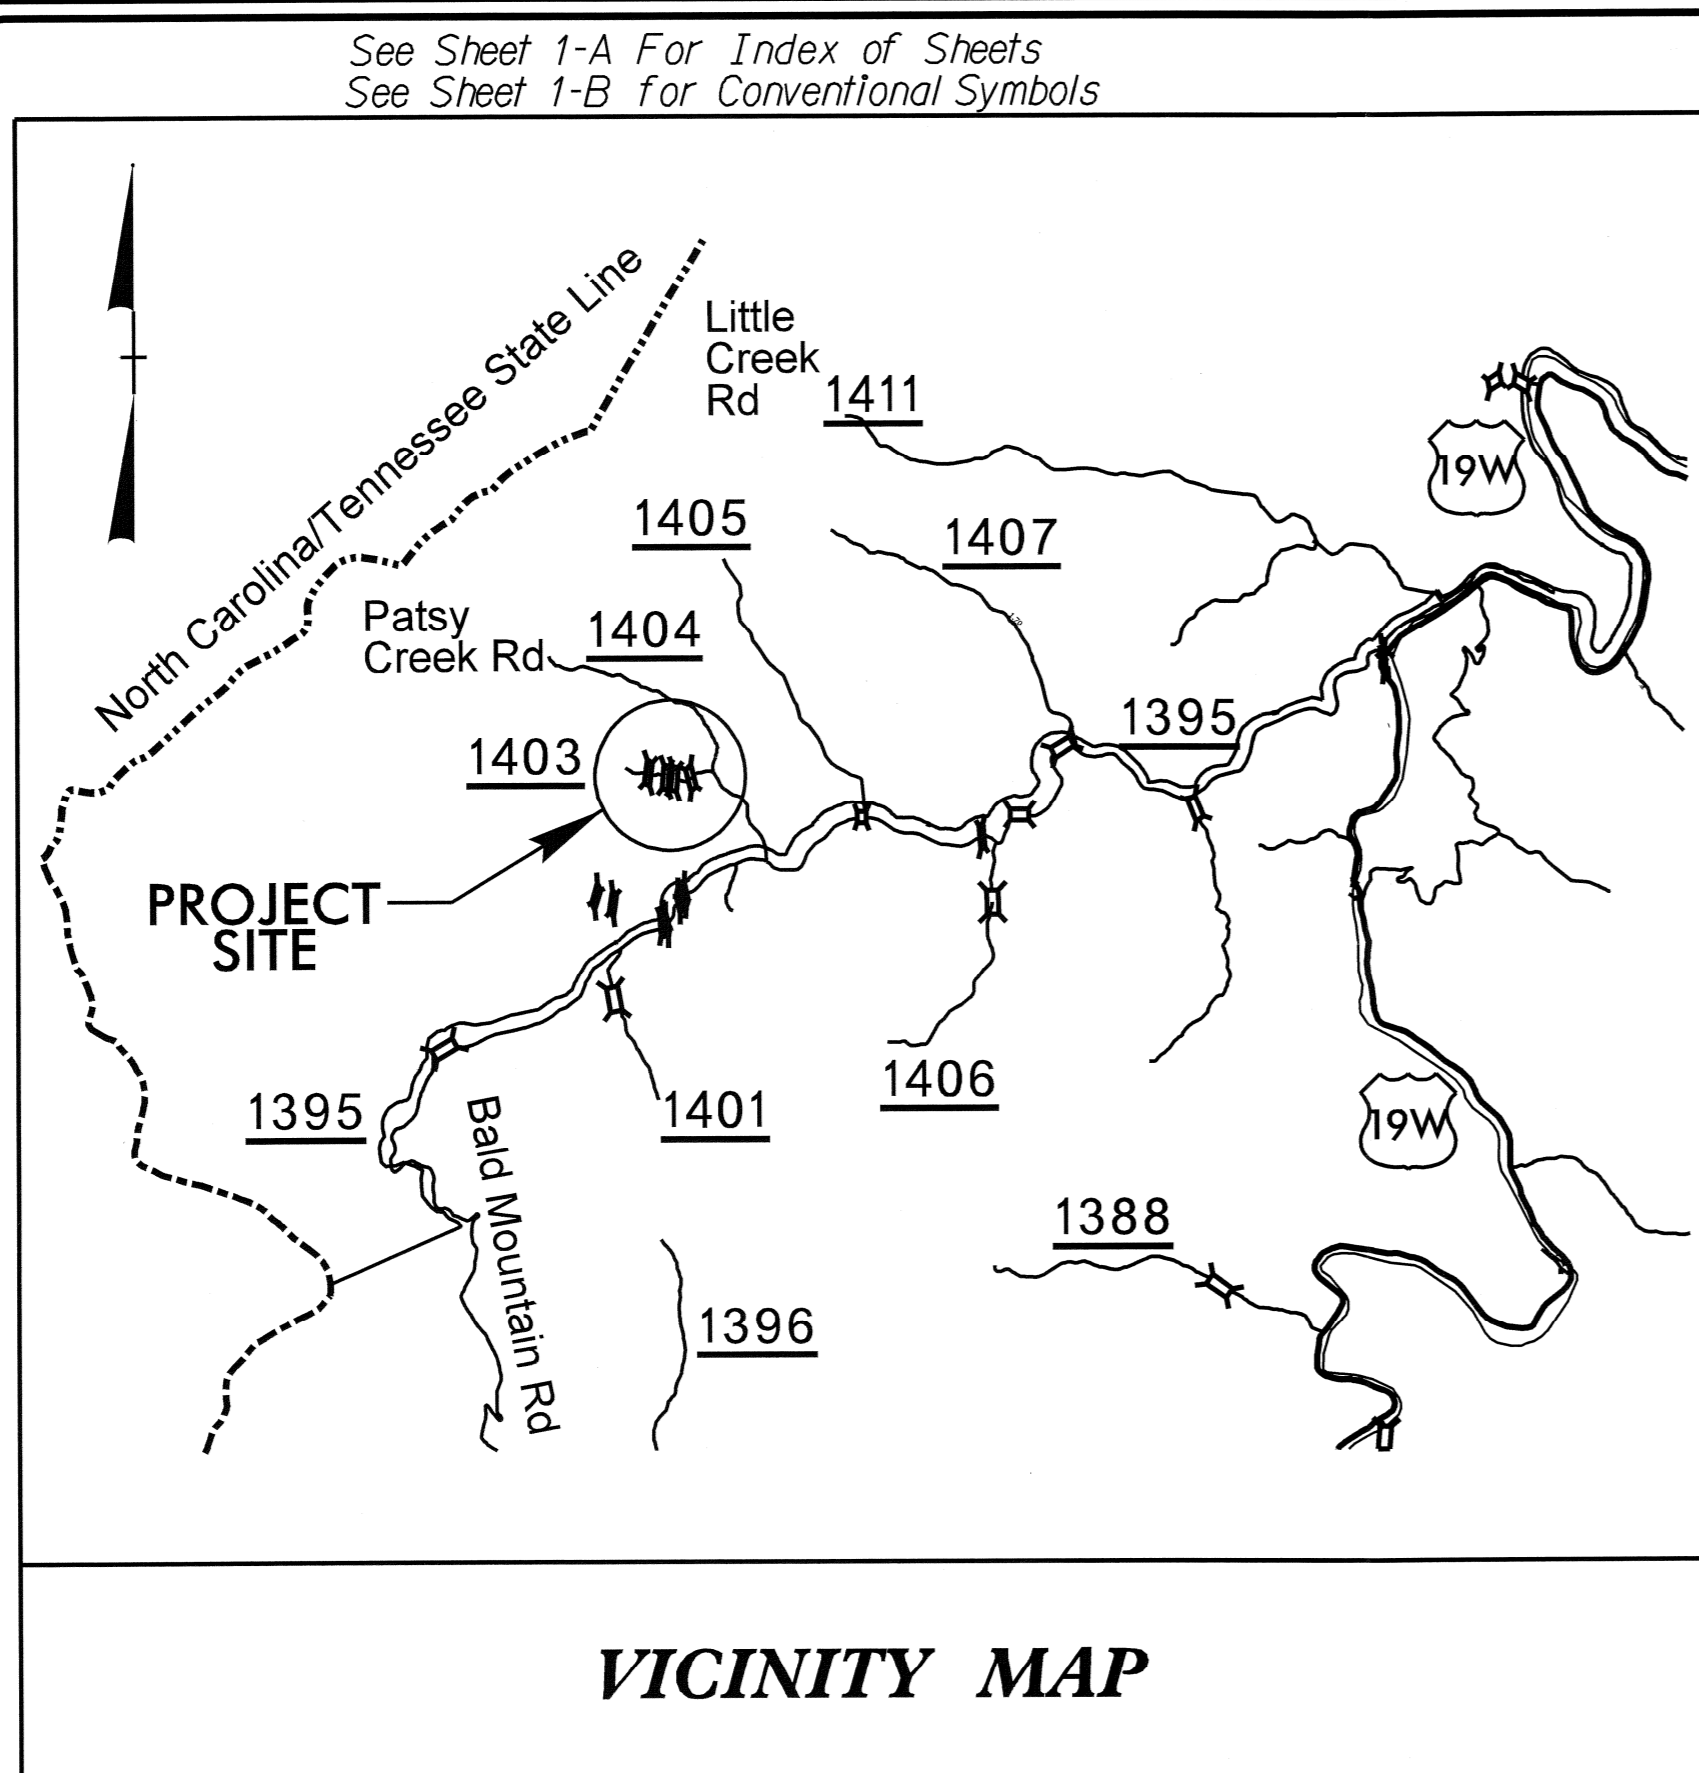 See Sheet 1-A For Index of Sheets
See Sheet 1-B for Conventional Symbols
North Carolina/Tennessee State Line
Little
Creek
Rd
1411
19W
1405
1407
Patsy
Creek Rd
1404
1395
1403
PROJECT
SITE
1406
1395
1401
19W
Bald Mountain Rd
1388
1396
VICINITY MAP